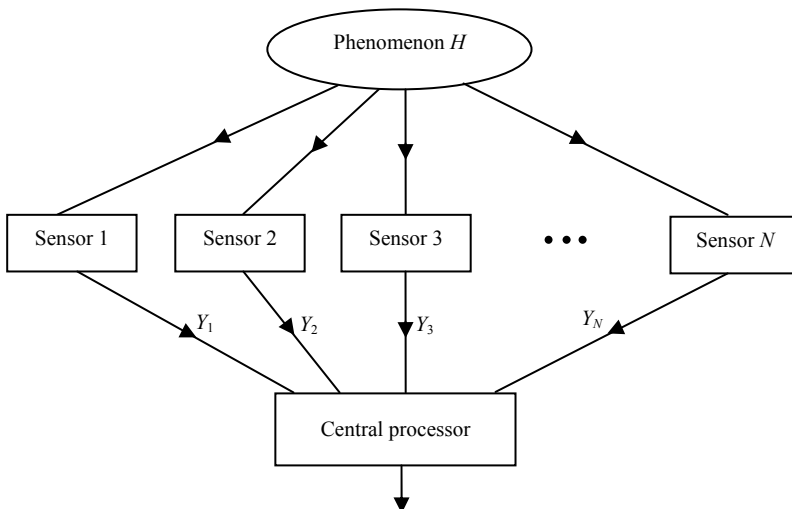 Phenomenon H
Sensor 1
Sensor 2
Sensor 3
Sensor N
Y1
Y2
Y3
YN
Central processor